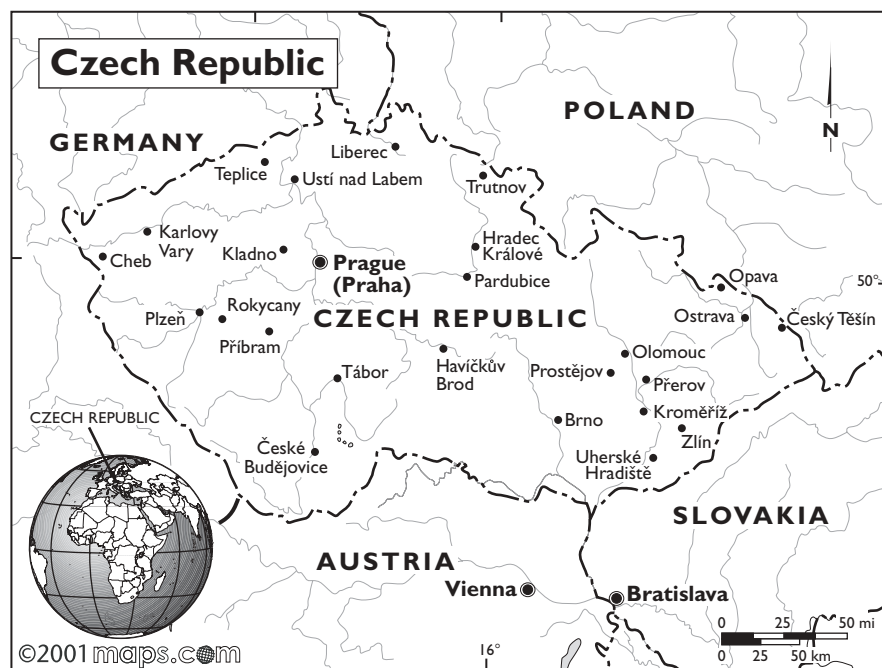 Czech Republic
POLAND
N
GERMANY
Liberec
Teplice
Ustí nad Labem
Trutnov
Karlovy
Vary
Hradec
Králové
Kladno
Cheb
Prague
(Praha)
Pardubice
Opava
50°
Rokycany
Plzeň
CZECH REPUBLIC
Ostrava
Český Těšín
Příbram
Havíčkův
Brod
Olomouc
Tábor
Prostějov
Přerov
CZECH REPUBLIC
Brno
Kroměříž
Zlín
České
Budějovice
Uherské
Hradiště
SLOVAKIA
AUSTRIA
Vienna
Bratislava
0 25 50 mi
0 25 50 km
16°
©2001 maps.com